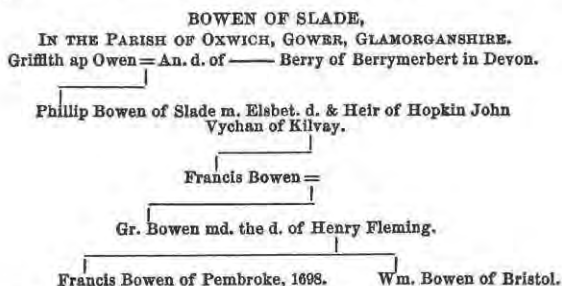 BOWEN OF SLADE,
IN THE PARISH OF OXWICH, GOWER, GLAMORGANSHIRE.
Griffith ap Owen = An. d. of —— Berry of Berrymerbert in Devon.
Phillip Bowen of Slade m. Elsbet. d. & Heir of Hopkin John
Vychan of Kilvay.
Francis Bowen =
Gr. Bowen md. the d. of Henry Fleming.
Francis Bowen of Pembroke, 1698. Wm. Bowen of Bristol.